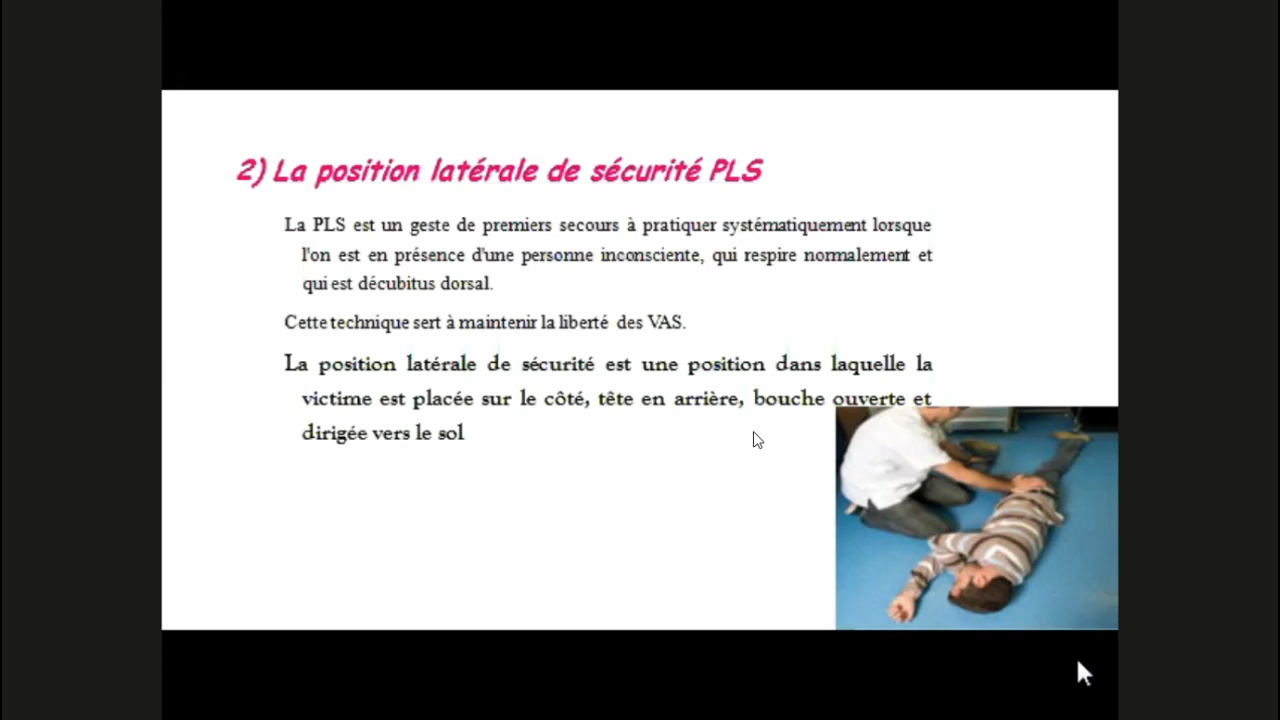 2) La position latérale de sécurité PLS
La PLS est un geste de premiers secours à pratiquer systématiquement lorsque
l'on est en présence d'une personne inconsciente, qui respire normalement et
qui est décubitus dorsal.
Cette technique sert à maintenir la liberté des VAS.
La position latérale de sécurité est une position dans laquelle la
victime est placée sur le côté, tête en arrière, bouche ouverte et
dirigée vers le sol